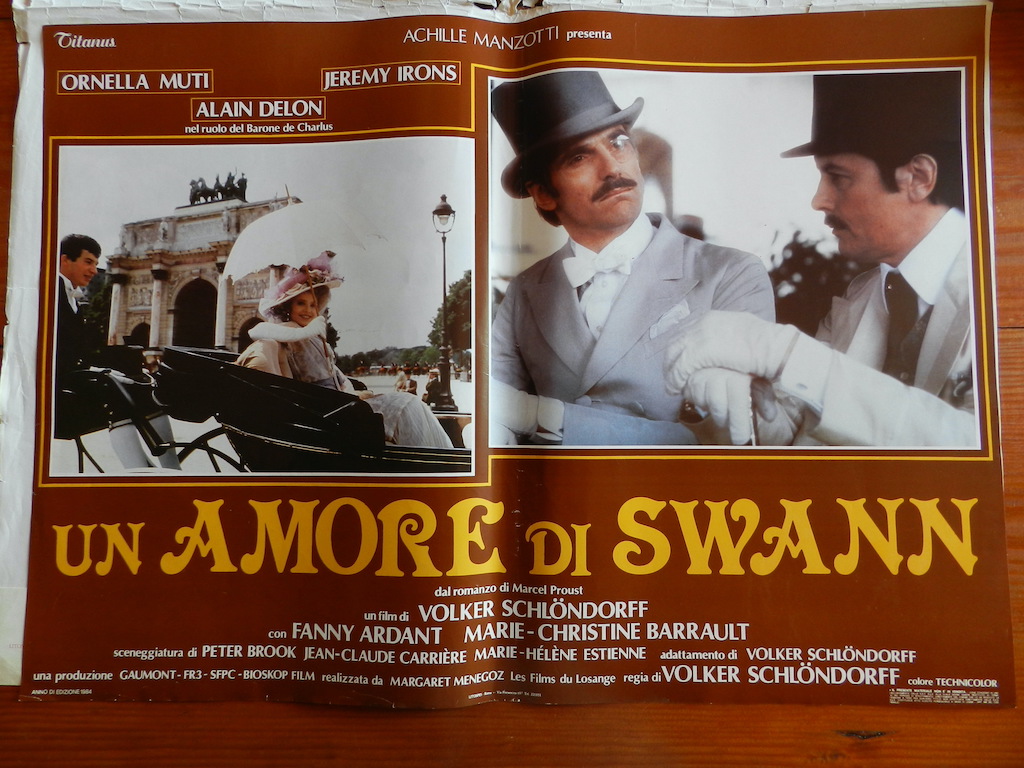 Titanus
ACHILLE MANZOTTI presenta
ORNELLA MUTI
JEREMY IRONS
ALAIN DELON
nel ruolo del Barone de Charlus
UN AMORE DI SWANN
dal romanzo di Marcel Proust
un film di VOLKER SCHLÖNDORFF
con FANNY ARDANT MARIE-CHRISTINE BARRAULT
sceneggiatura di PETER BROOK JEAN-CLAUDE CARRIÈRE MARIE-HÉLÈNE ESTIENNE adattamento di VOLKER SCHLÖNDORFF
una produzione GAUMONT-FR3-SFPC-BIOSKOP FILM realizzata da MARGARET MENEGOZ Les Films du Losange regia di VOLKER SCHLÖNDORFF colore TECHNICOLOR
ANNO DI EDIZIONE 1984